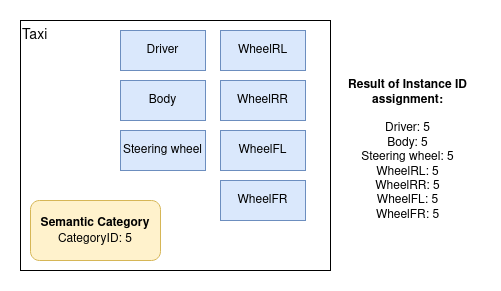 Taxi
Driver
WheelRL
Body
WheelRR
Steering wheel
WheelFL
WheelFR
Semantic Category
CategoryID: 5
Result of Instance ID
assignment:
Driver: 5
Body: 5
Steering wheel: 5
WheelRL: 5
WheelRR: 5
WheelFL: 5
WheelFR: 5